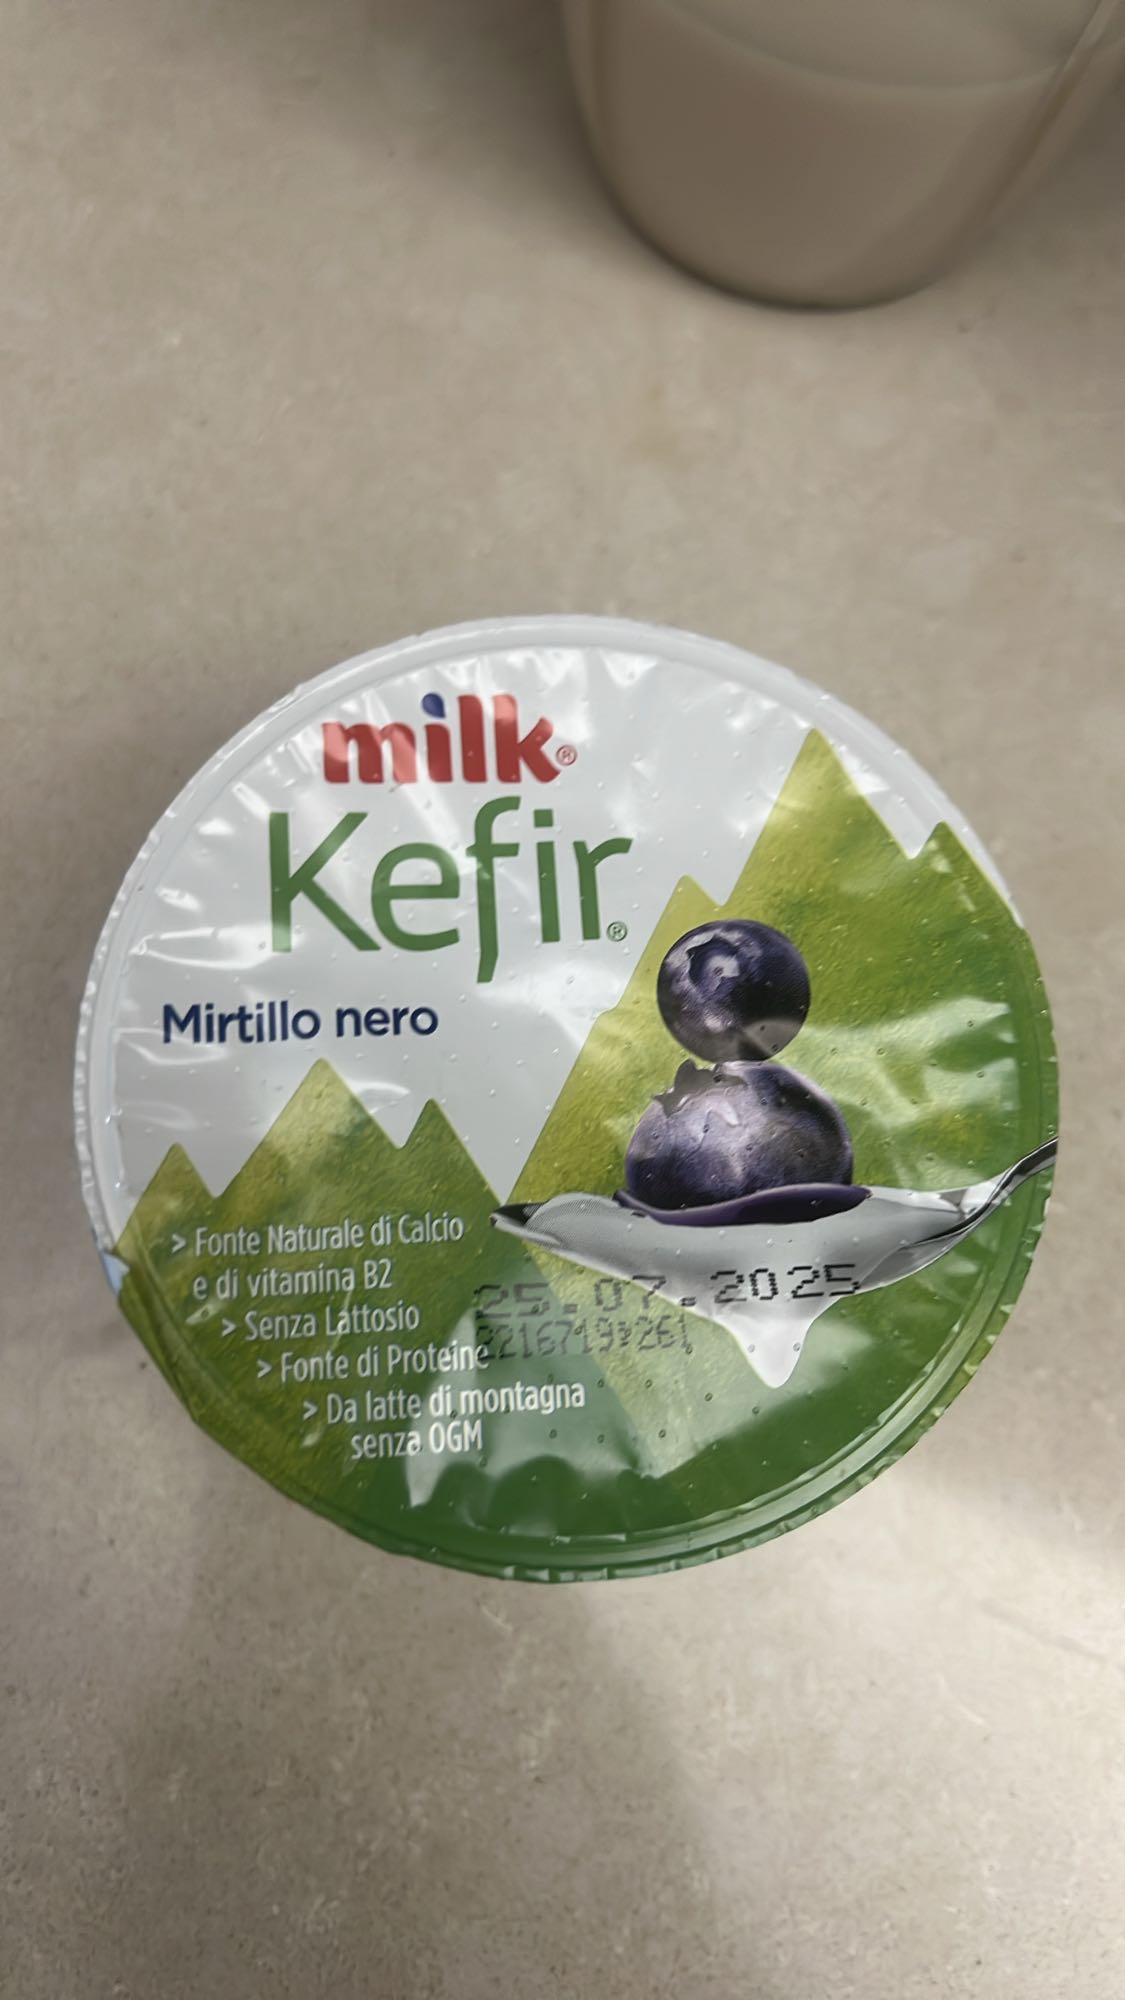 milk®
Kefir®
Mirtillo nero
> Fonte Naturale di Calcio
e di vitamina B2
> Senza Lattosio
> Fonte di Proteine
> Da latte di montagna
senza OGM
25.07.2025